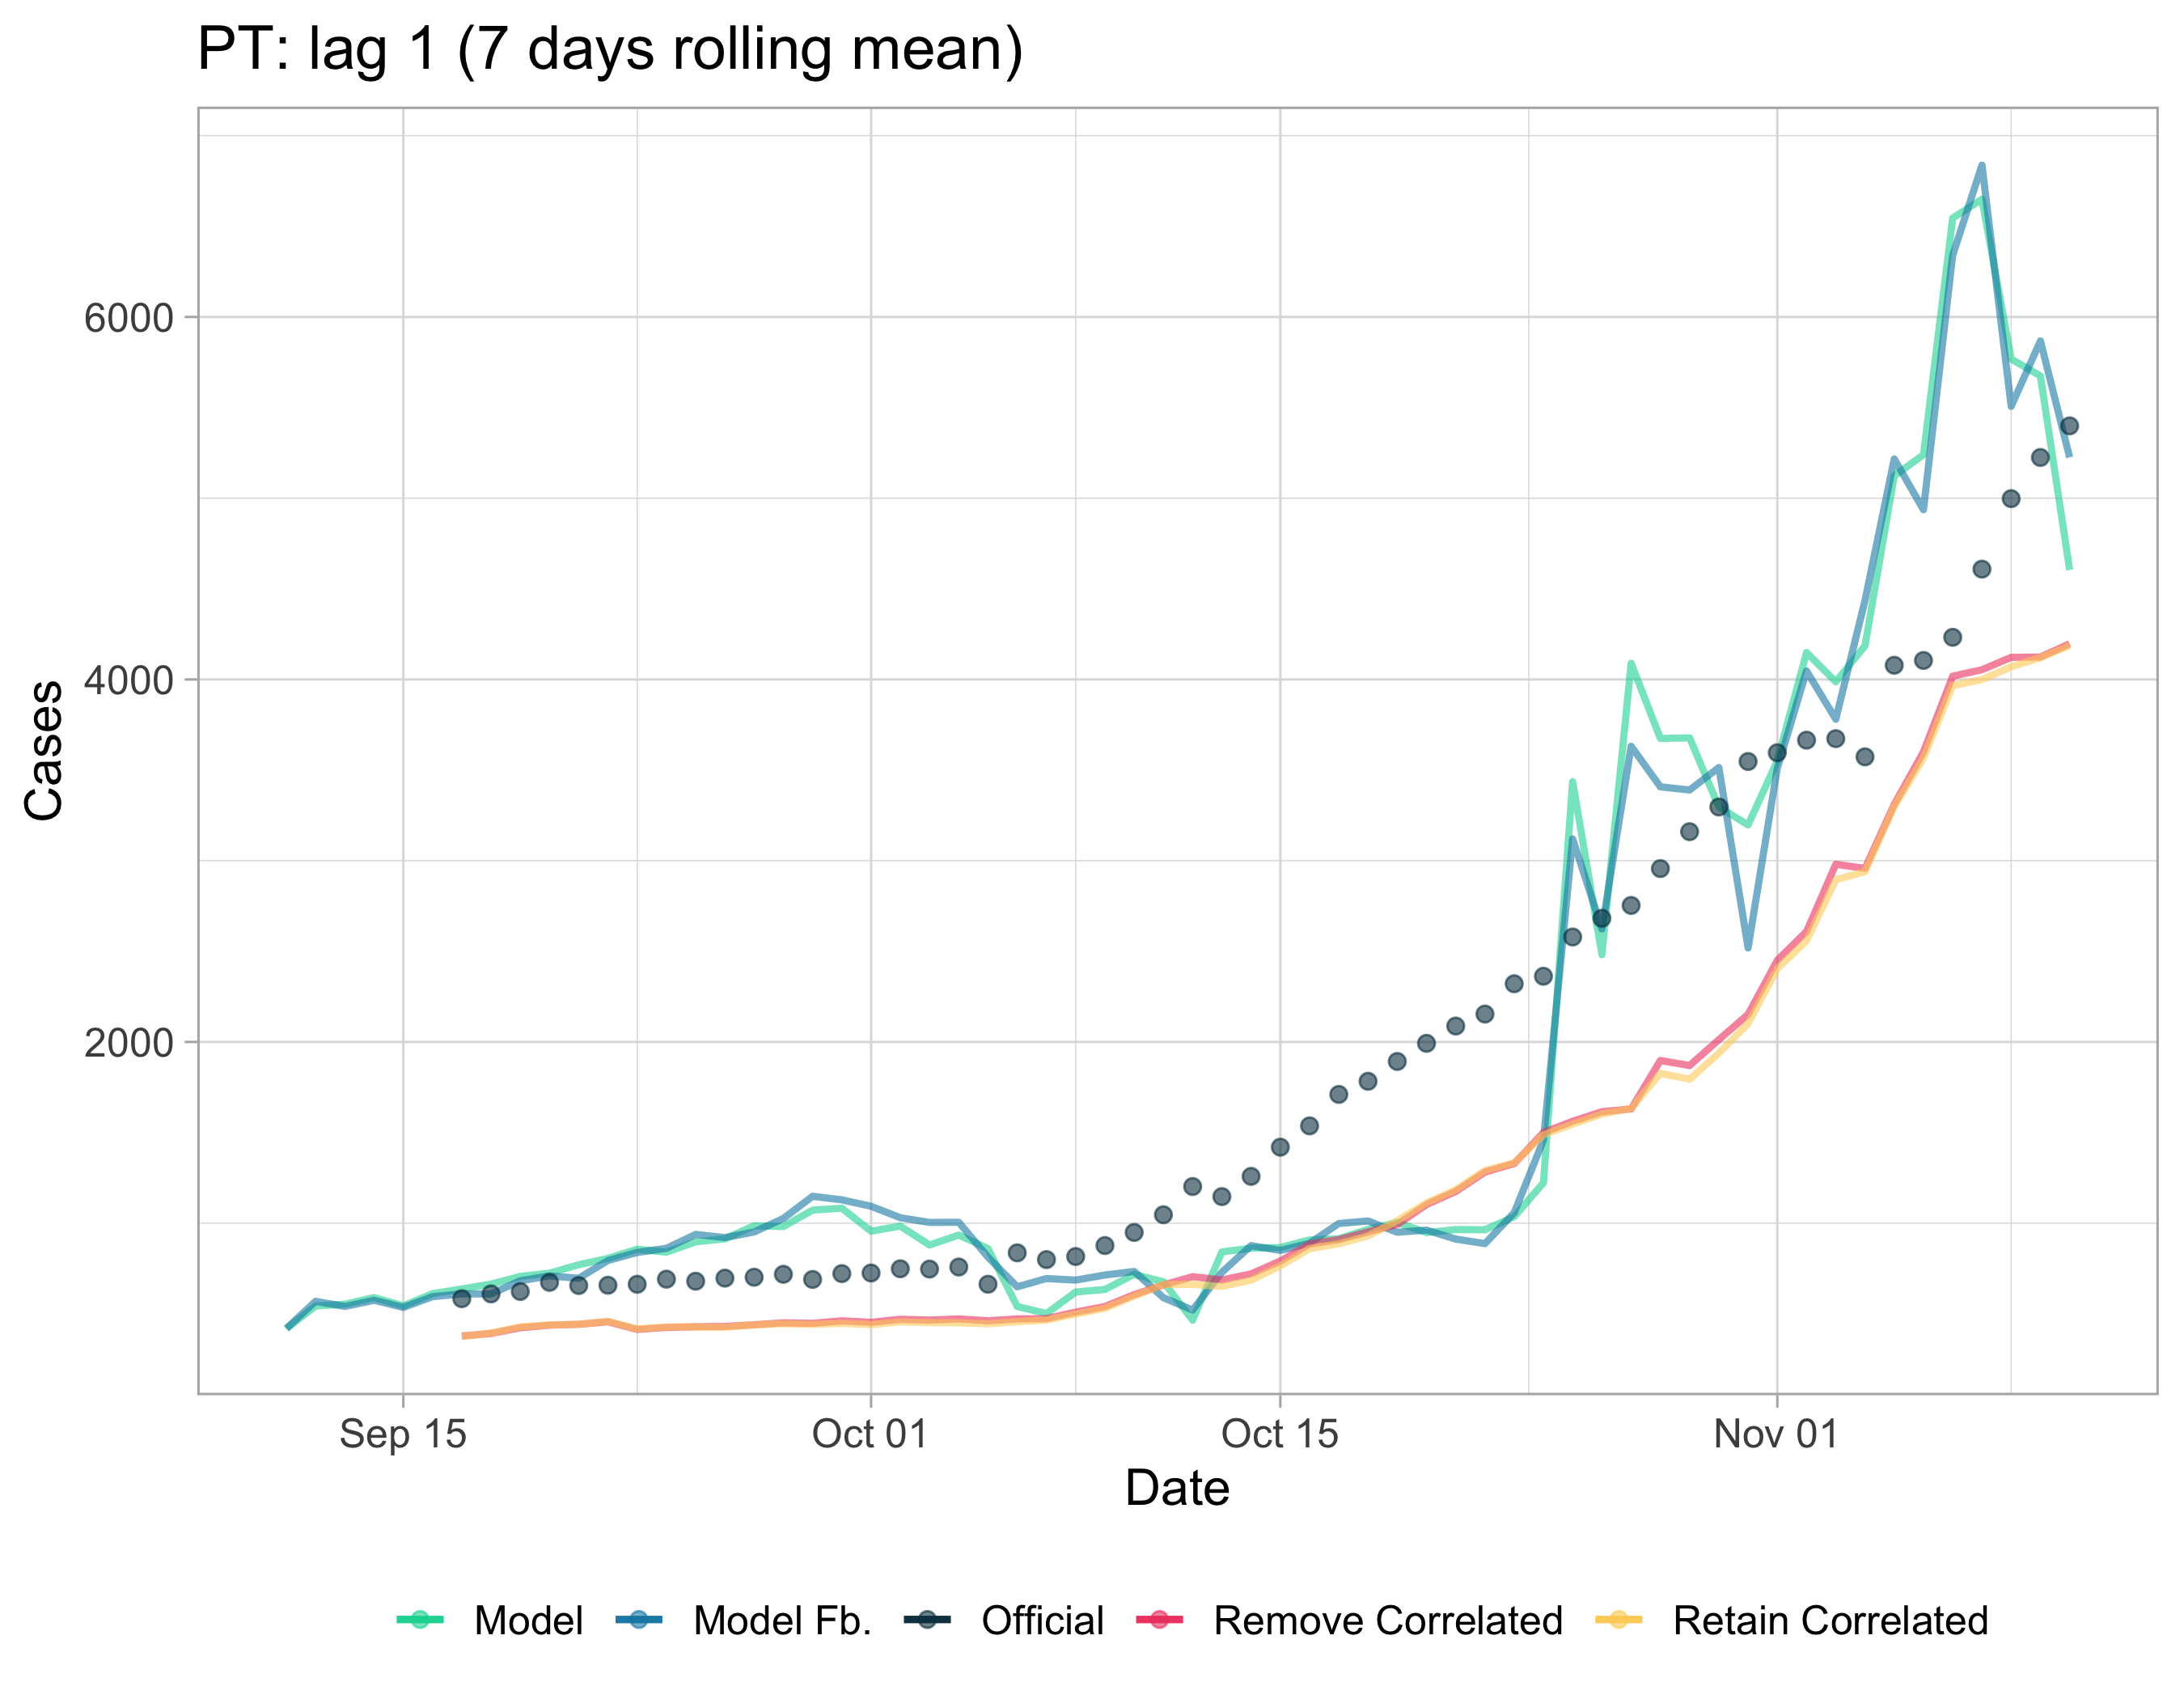 PT: lag 1 (7 days rolling mean)
Cases
6000
4000
2000
Sep 15 Oct 01 Oct 15 Nov 01
Date
Model Model Fb. Official Remove Correlated Retain Correlated